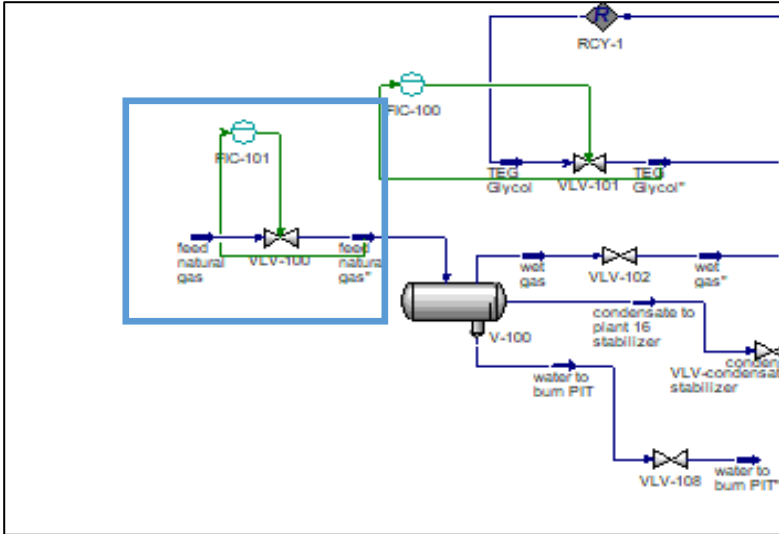 R
RCY-1
FIC-100
FIC-101
TEG
Glycol
VLV-101
TEG
Glycol"
feed
natural
gas
VLV-100
feed
natural
gas"
wet
gas
VLV-102
wet
gas"
V-100
condensate to
plant 16
stabilizer
conden
VLV-condensat
stabilizer
water to
burn PIT
VLV-108
water to
burn PIT"